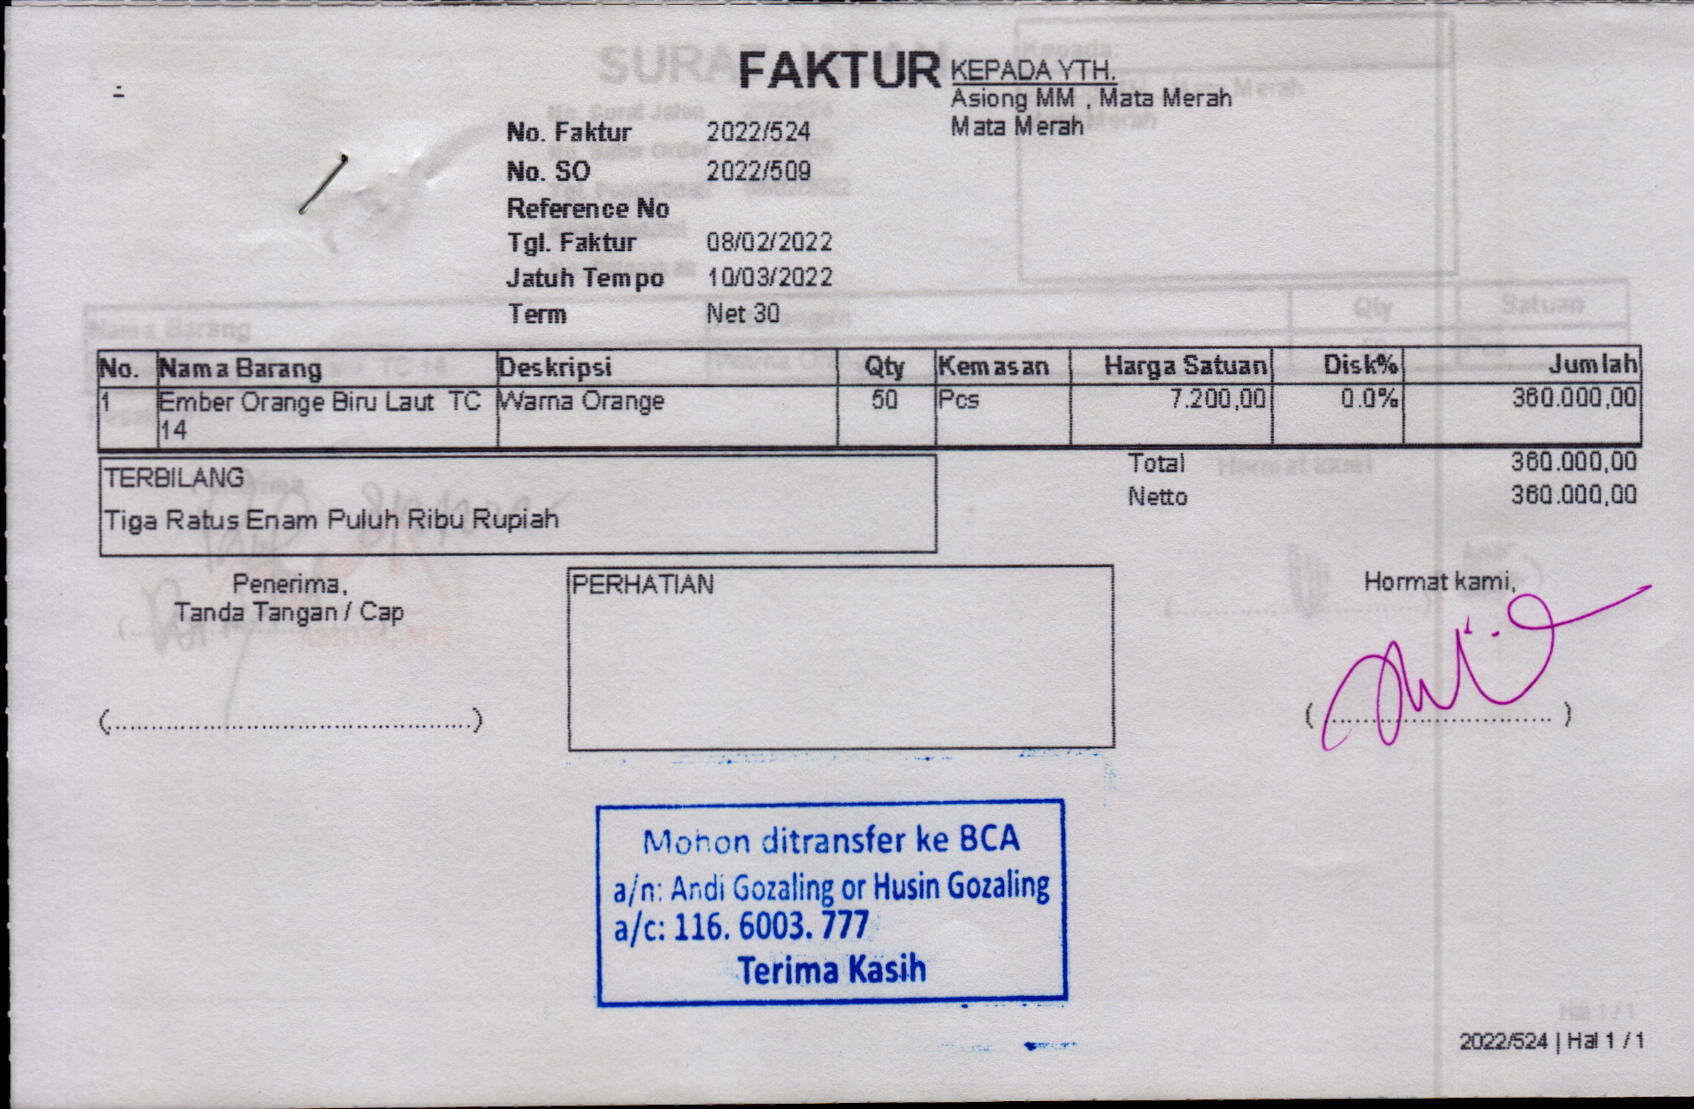 FAKTUR
KEPADA YTH.
Asiong MM , Mata Merah
Mata Merah
No. Faktur 2022/524
No. SO 2022/509
Reference No
Tgl. Faktur 08/02/2022
Jatuh Tempo 10/03/2022
Term Net 30
No. Nama Barang Deskripsi Qty Kemasan Harga Satuan Disk% Jumlah
1 Ember Orange Biru Laut TC Warna Orange 50 Pcs 7.200,00 0.0% 360.000,00
14
Total 360.000,00
Netto 360.000,00
TERBILANG
Tiga Ratus Enam Puluh Ribu Rupiah
Penerima,
Tanda Tangan / Cap
(..................................................)
PERHATIAN
Hormat kami,
(..............................)
Mohon ditransfer ke BCA
a/n: Andi Gozaling or Husin Gozaling
a/c: 116. 6003. 777
Terima Kasih
2022/524 | Hal 1 / 1